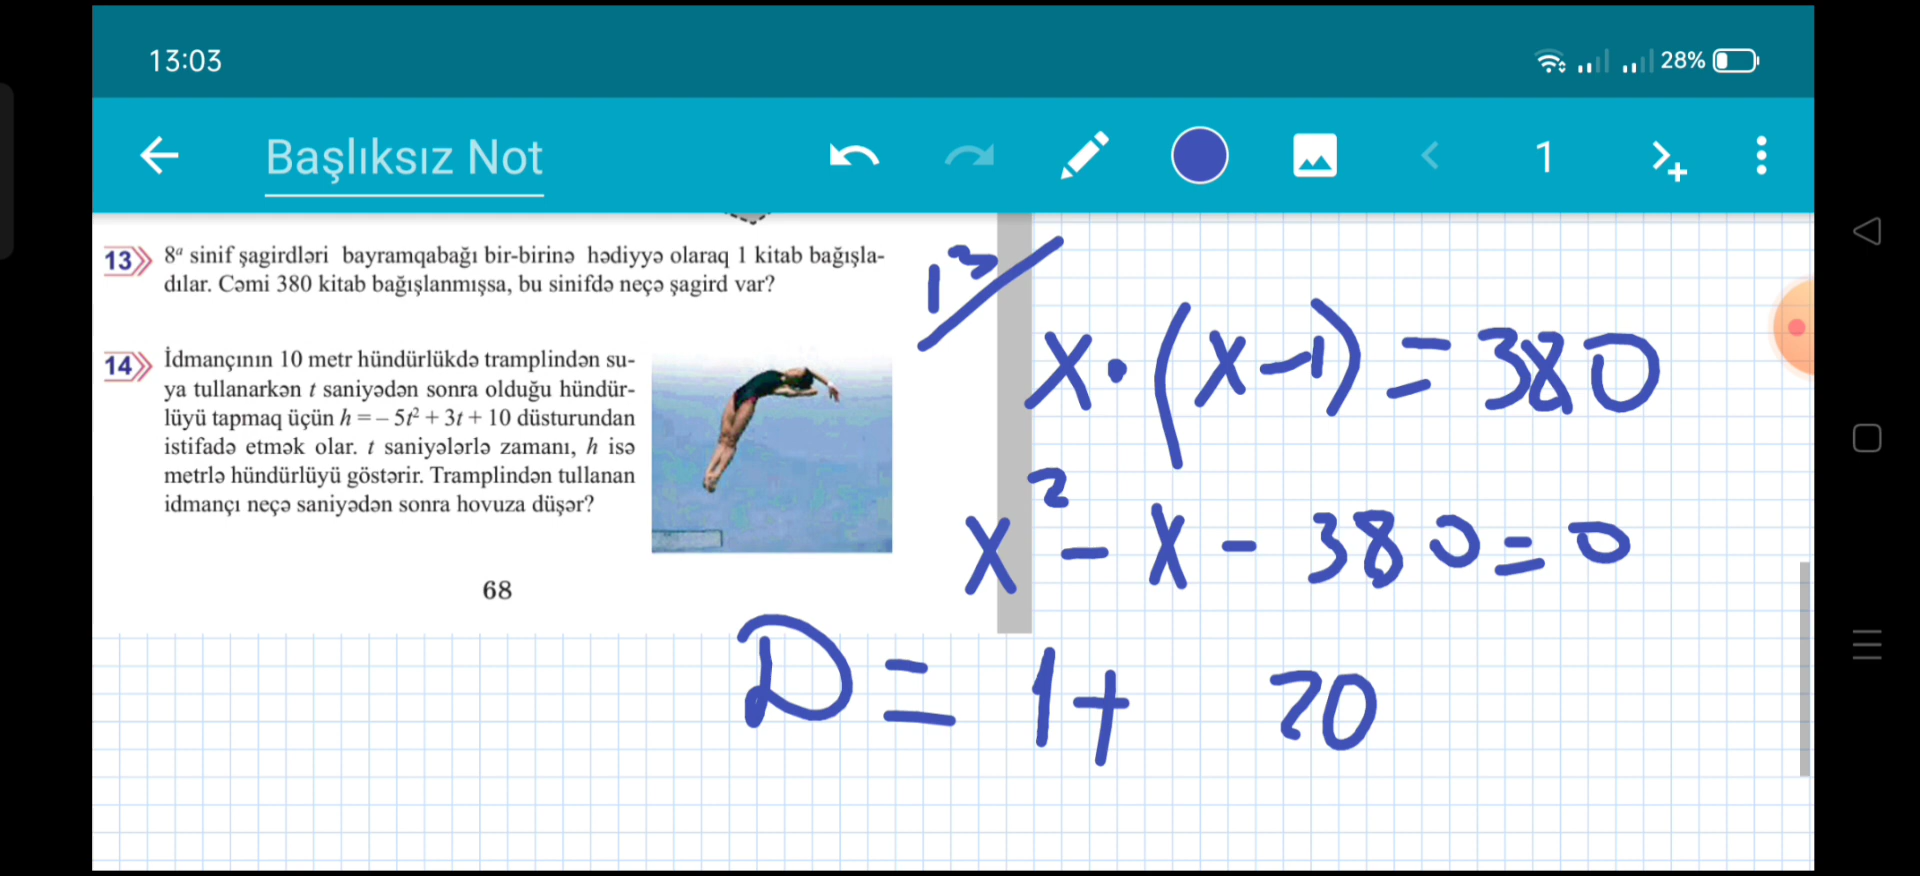 13:03
28%
Başlıksız Not
1
13 8ª sinif şagirdləri bayramqabağı bir-birinə hədiyyə olaraq 1 kitab bağışla-
dılar. Cəmi 380 kitab bağışlanmışsa, bu sinifdə neçə şagird var?
14 İdmançının 10 metr hündürlükdə tramplindən su-
ya tullanarkən t saniyədən sonra olduğu hündür-
lüyü tapmaq üçün h = – 5t² + 3t + 10 düsturundan
istifadə etmək olar. t saniyələrlə zamanı, h isə
metrlə hündürlüyü göstərir. Tramplindən tullanan
idmançı neçə saniyədən sonra hovuza düşər?
68
13/
x·(x-1)=380
x²-x-380=0
D=1+ 20